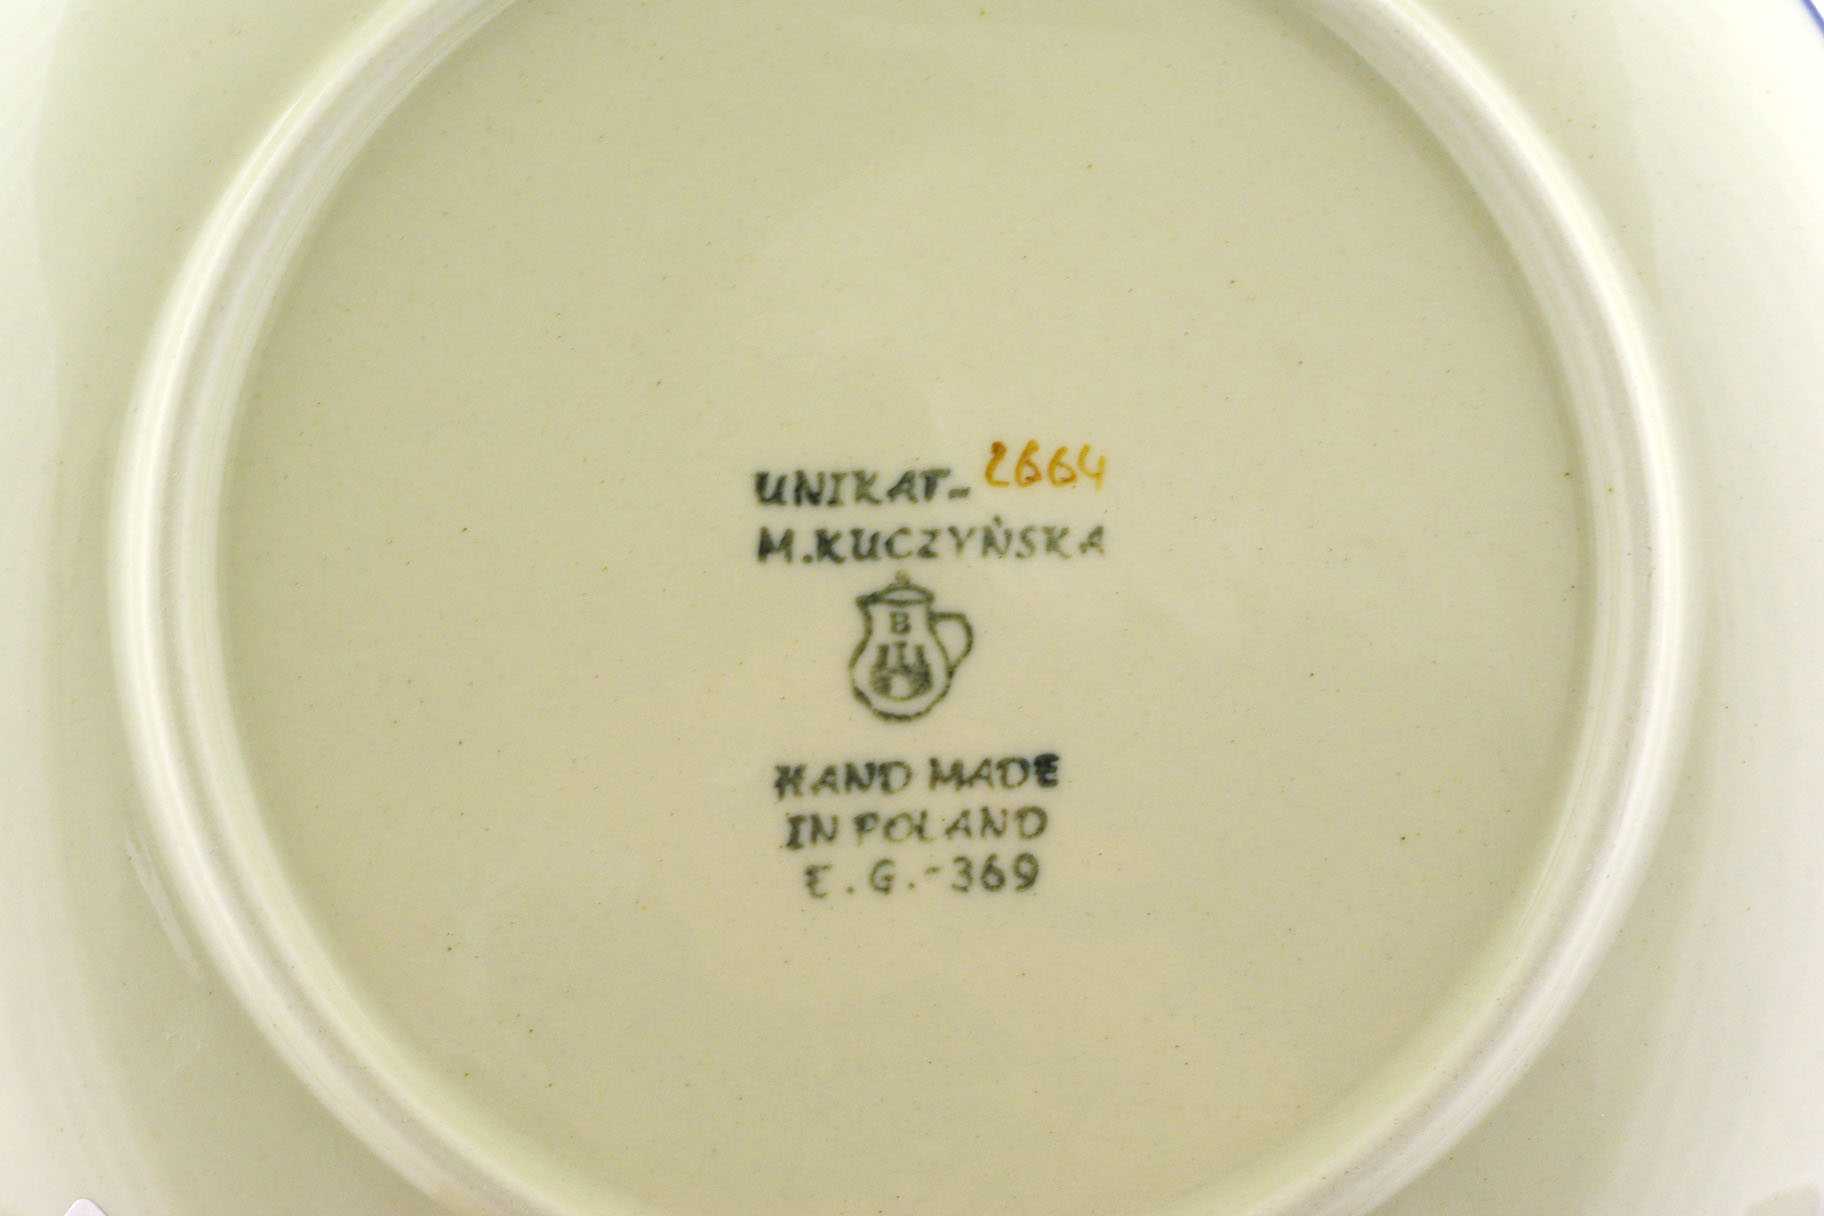 UNIKAT- 2664
M.KUCZYŃSKA
B
HAND MADE
IN POLAND
E.G.-369